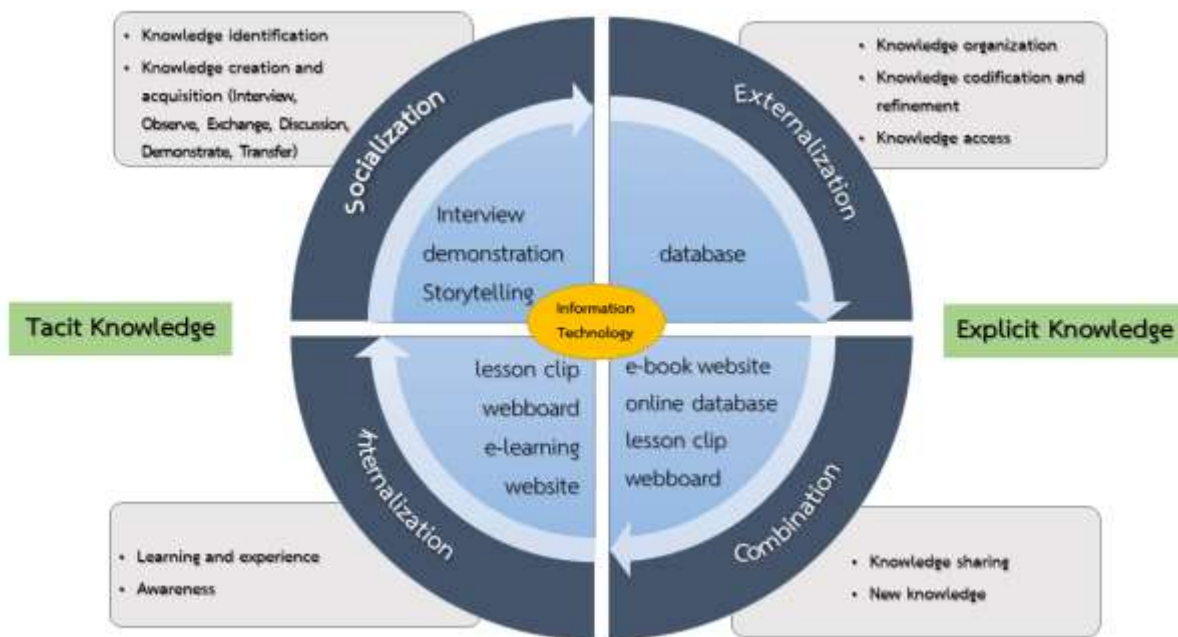 • Knowledge identification
• Knowledge creation and
acquisition (Interview,
Observe, Exchange, Discussion,
Demonstrate, Transfer)
• Knowledge organization
• Knowledge codification and
refinement
• Knowledge access
Socialization
Externalization
Interview
demonstration
Storytelling
database
Information
Technology
Tacit Knowledge
Explicit Knowledge
lesson clip
webboard
e-learning
website
e-book website
online database
lesson clip
webboard
Internalization
Combination
• Learning and experience
• Awareness
• Knowledge sharing
• New knowledge